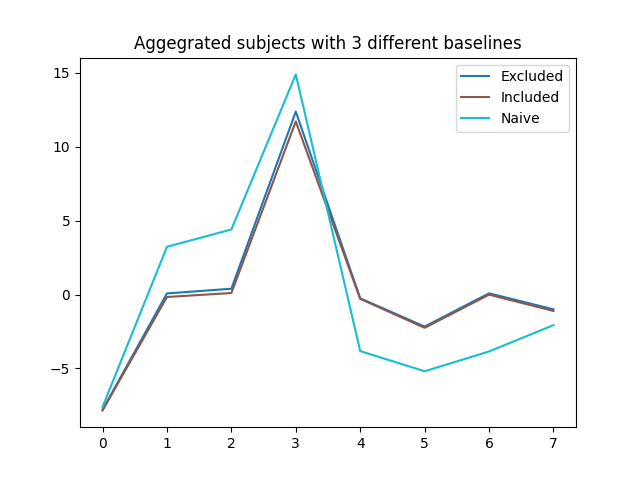 Aggegrated subjects with 3 different baselines
15
10
5
0
−5
0 1 2 3 4 5 6 7
Excluded
Included
Naive